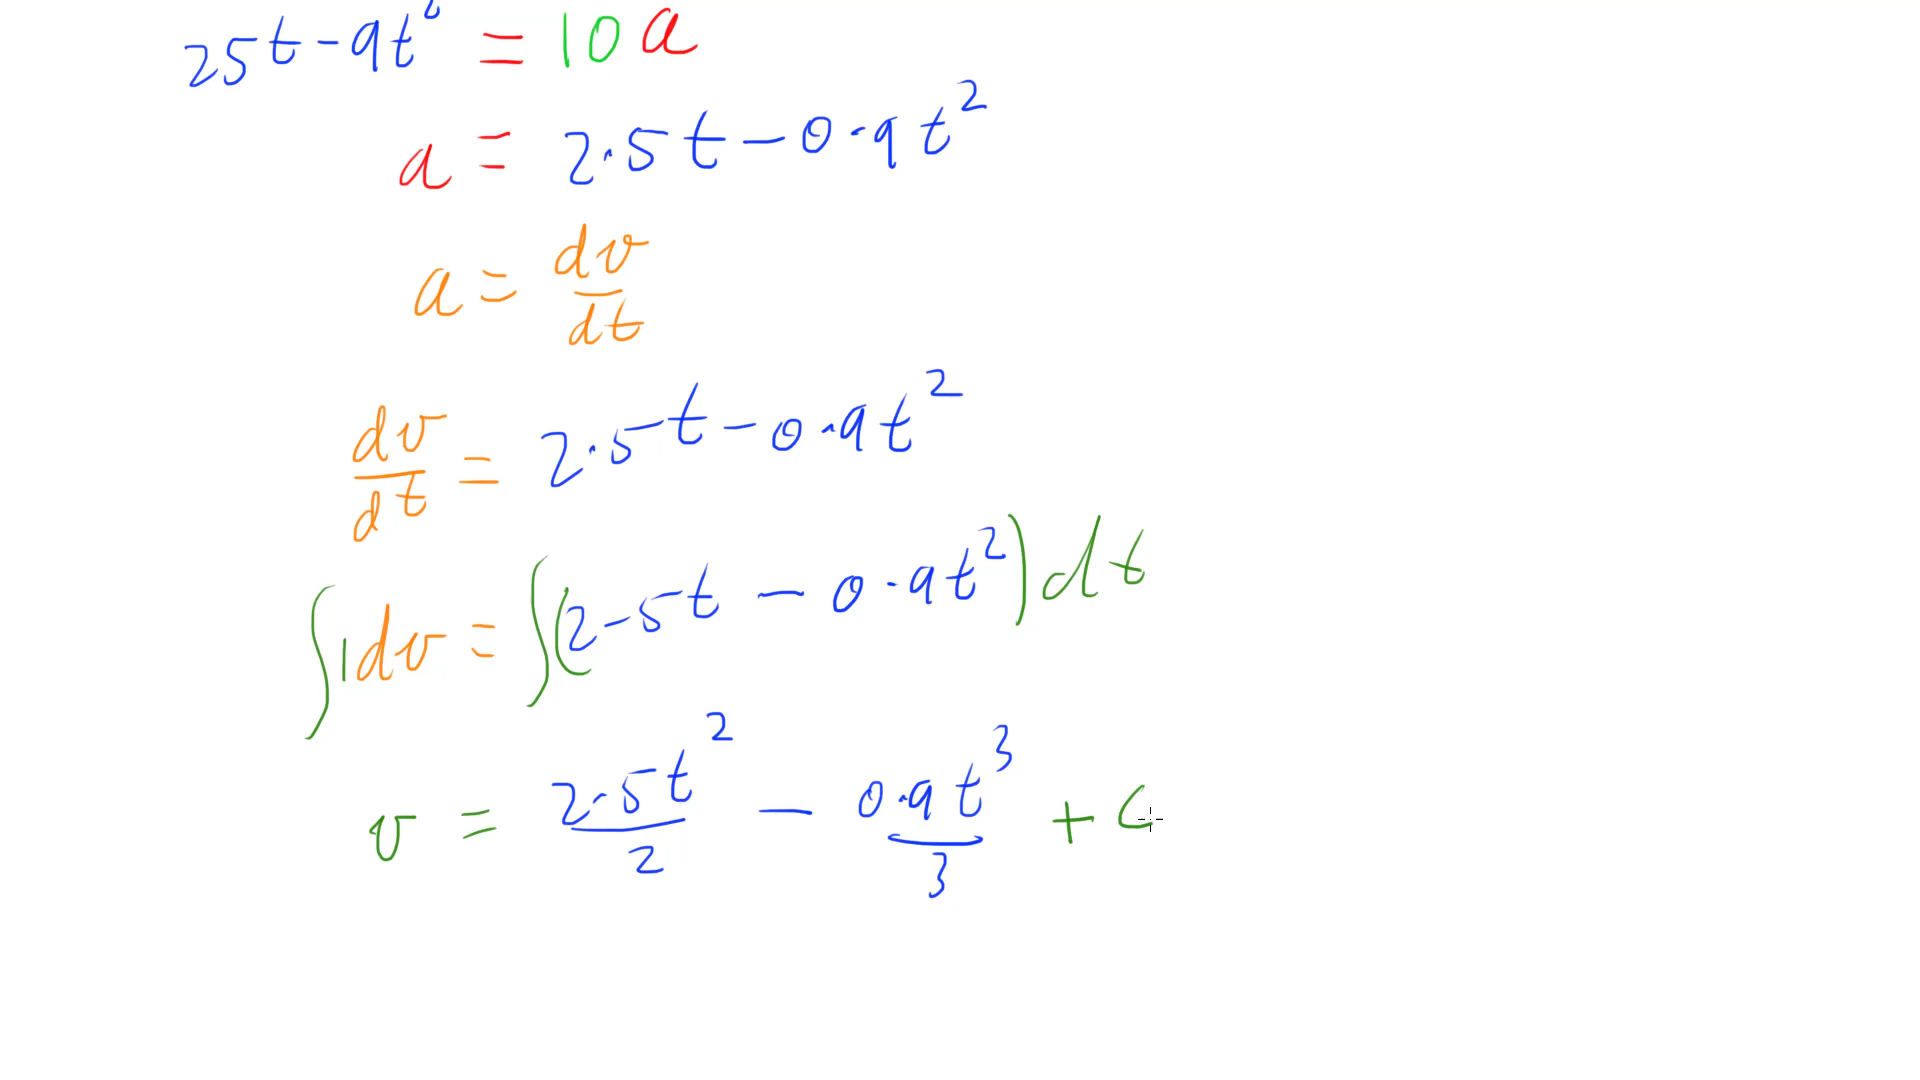 25t - 9t² = 10a
a = 2.5t - 0.9t²
a = dv/dt
dv/dt = 2.5t - 0.9t²
∫1dv = ∫(2.5t - 0.9t²)dt
v = 2.5t²/2 - 0.9t³/3 + C